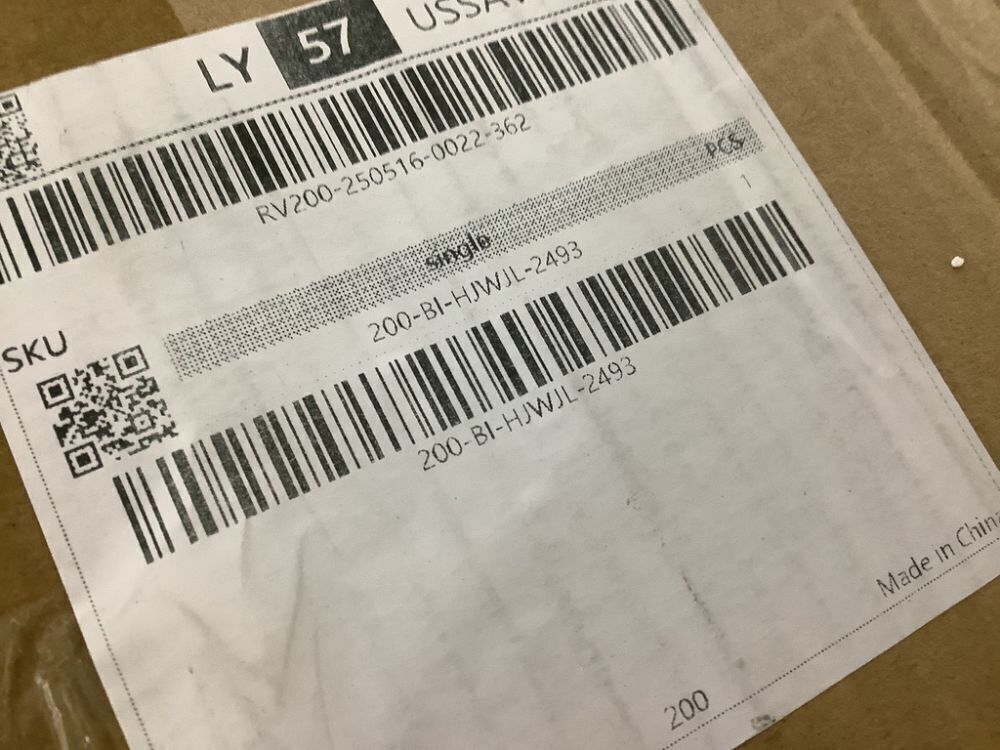 LY 57
RV200-250516-0022-362
PCS
single
1
200-BI-HJWJL-2493
SKU
200-BI-HJWJL-2493
Made in China
200